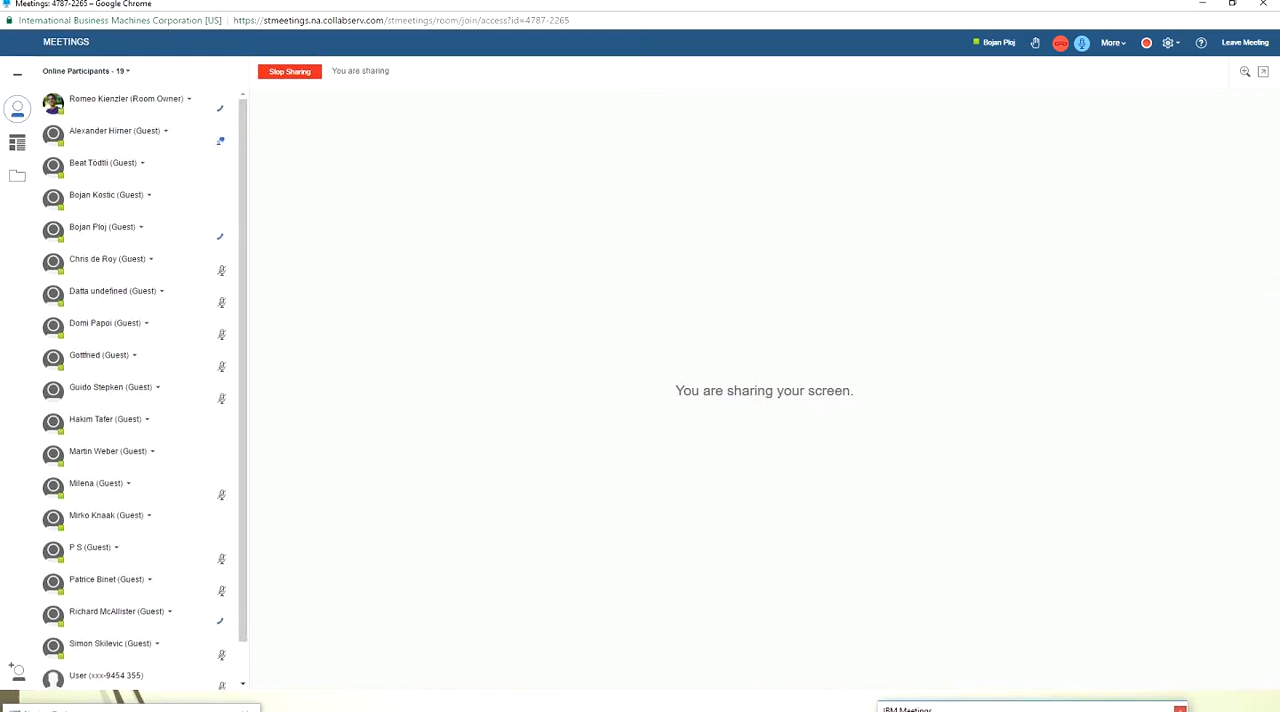 Meetings: 4787-2265 – Google Chrome
International Business Machines Corporation [US] https://stmeetings.na.collabserv.com/stmeetings/room/join/access?id=4787-2265
MEETINGS
Bojan Ploj
More
Leave Meeting
Online Participants - 19
Stop Sharing
You are sharing
Romeo Kienzler (Room Owner)
Alexander Hirner (Guest)
Beat Tödtli (Guest)
Bojan Kostic (Guest)
Bojan Ploj (Guest)
Chris de Roy (Guest)
Datta undefined (Guest)
Domi Papoi (Guest)
Gottfried (Guest)
Guido Stepken (Guest)
You are sharing your screen.
Hakim Tafer (Guest)
Martin Weber (Guest)
Milena (Guest)
Mirko Knaak (Guest)
P S (Guest)
Patrice Binet (Guest)
Richard McAllister (Guest)
Simon Skilevic (Guest)
User (xxx-9454 355)
IBM Meetings